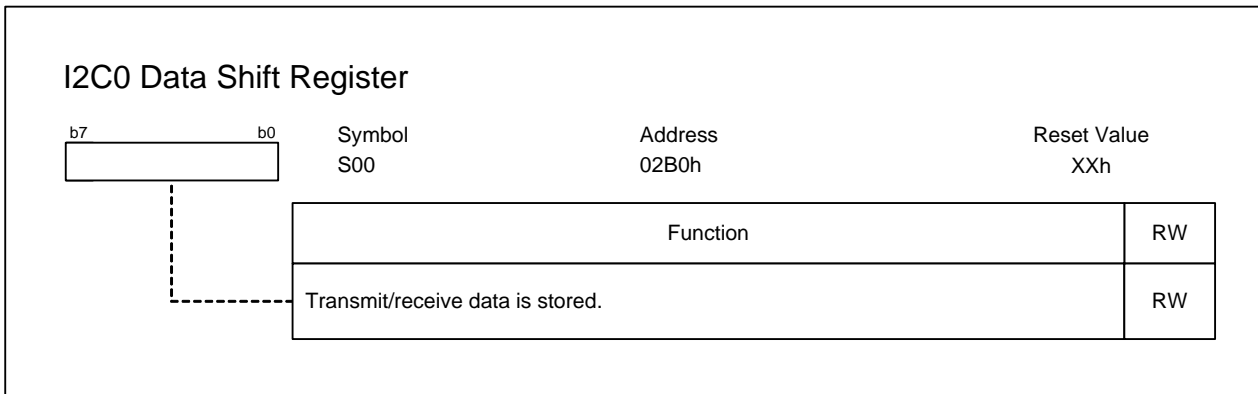 I2C0 Data Shift Register
b7 b0 Symbol Address Reset Value
S00 02B0h XXh
Function RW
Transmit/receive data is stored. RW